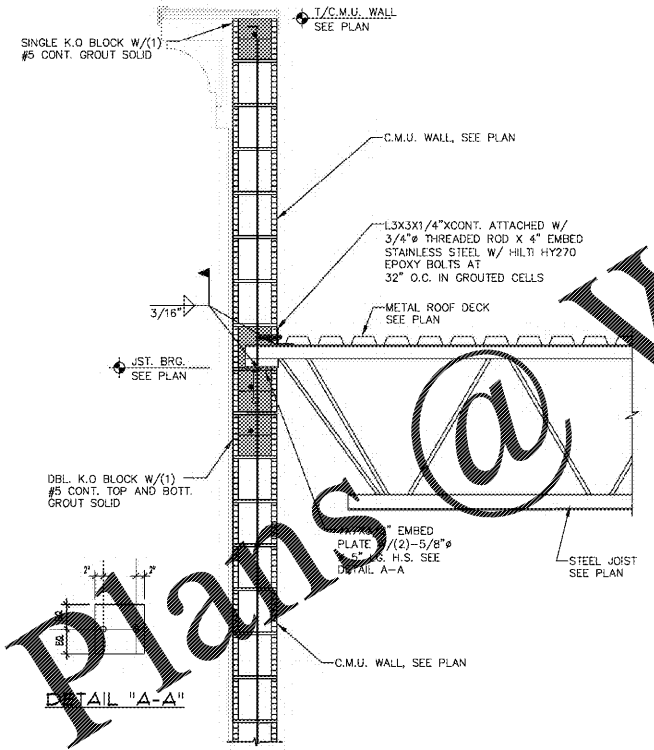 T/C.M.U. WALL
SEE PLAN
SINGLE K.O BLOCK W/(1)
#5 CONT. GROUT SOLID
C.M.U. WALL, SEE PLAN
L3X3X1/4"XCONT. ATTACHED W/
3/4"ø THREADED ROD X 4" EMBED
STAINLESS STEEL W/ HILTI HY270
EPOXY BOLTS AT
32" O.C. IN GROUTED CELLS
3/16"
METAL ROOF DECK
SEE PLAN
JST. BRG.
SEE PLAN
DBL. K.O BLOCK W/(1)
#5 CONT. TOP AND BOTT.
GROUT SOLID
EMBED
PLATE W/(2)-5/8"ø
5" LG. H.S. SEE
DETAIL A-A
STEEL JOIST
SEE PLAN
2" 2"
C.M.U. WALL, SEE PLAN
DETAIL "A-A"
Plans @